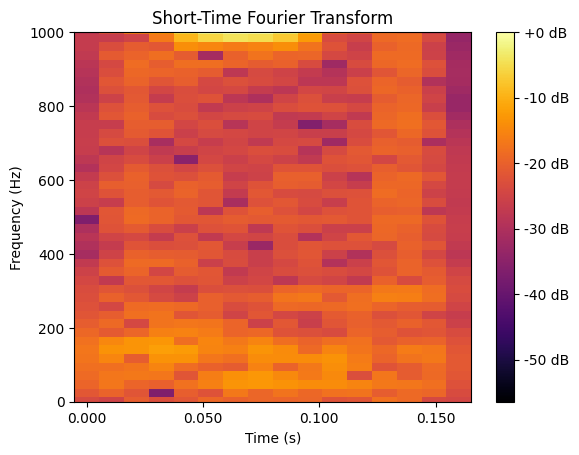 Short-Time Fourier Transform
1000
800
600
400
200
0
Frequency (Hz)
0.000
0.050
0.100
0.150
Time (s)
+0 dB
-10 dB
-20 dB
-30 dB
-40 dB
-50 dB